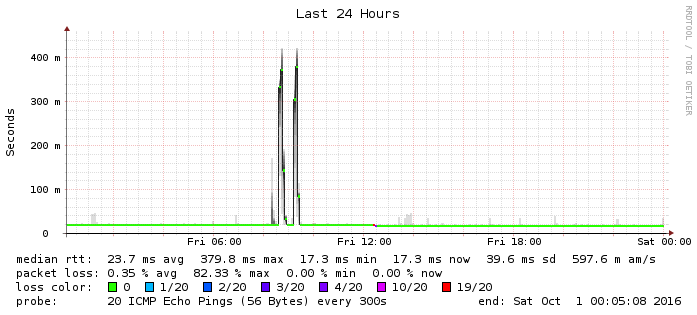 Last 24 Hours
RRDTOOL / TOBI OETIKER
Seconds
400 m
300 m
200 m
100 m
0
Fri 06:00 Fri 12:00 Fri 18:00 Sat 00:00
median rtt: 23.7 ms avg 379.8 ms max 17.3 ms min 17.3 ms now 39.6 ms sd 597.6 m am/s
packet loss: 0.35 % avg 82.33 % max 0.00 % min 0.00 % now
loss color: 0 1/20 2/20 3/20 4/20 10/20 19/20
probe: 20 ICMP Echo Pings (56 Bytes) every 300s end: Sat Oct 1 00:05:08 2016